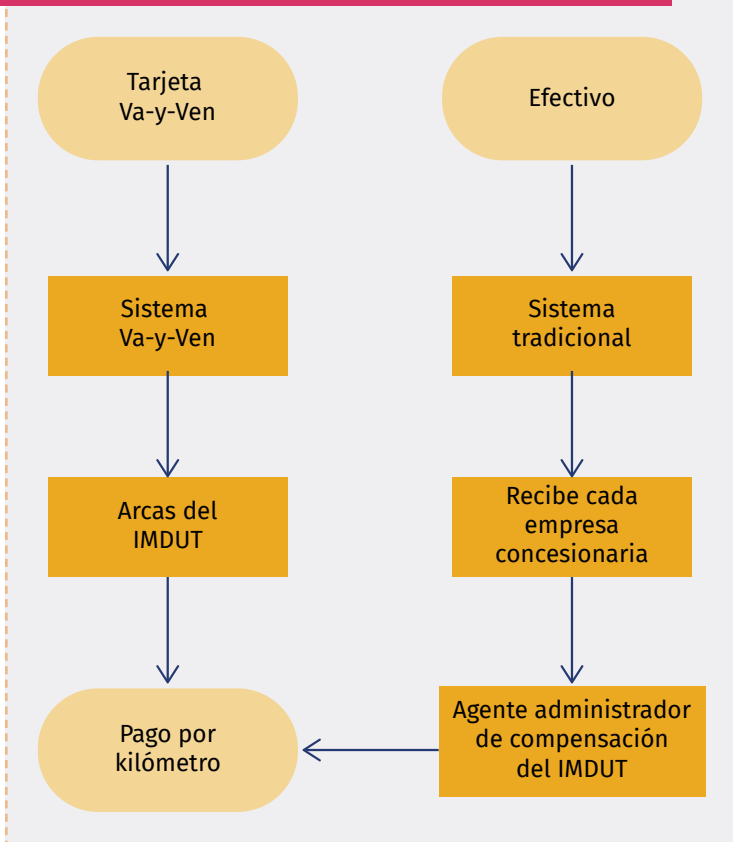 Tarjeta
Va-y-Ven
Efectivo
Sistema
Va-y-Ven
Sistema
tradicional
Arcas del
IMDUT
Recibe cada
empresa
concesionaria
Pago por
kilómetro
Agente administrador
de compensación
del IMDUT